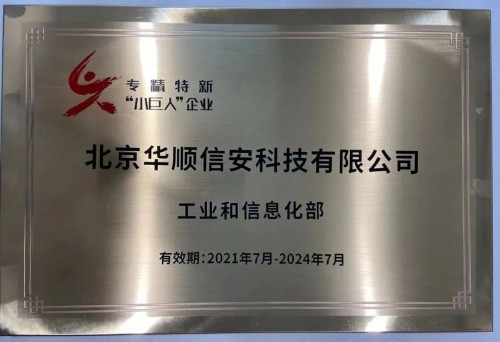 专精特新
“小巨人”企业
北京华顺信安科技有限公司
工业和信息化部
有效期:2021年7月-2024年7月